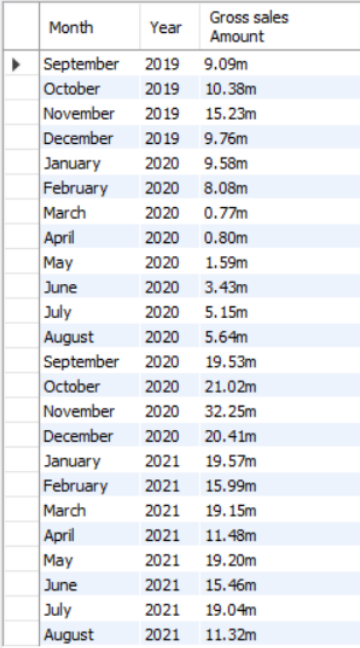 Month Year Gross sales Amount
September 2019 9.09m
October 2019 10.38m
November 2019 15.23m
December 2019 9.76m
January 2020 9.58m
February 2020 8.08m
March 2020 0.77m
April 2020 0.80m
May 2020 1.59m
June 2020 3.43m
July 2020 5.15m
August 2020 5.64m
September 2020 19.53m
October 2020 21.02m
November 2020 32.25m
December 2020 20.41m
January 2021 19.57m
February 2021 15.99m
March 2021 19.15m
April 2021 11.48m
May 2021 19.20m
June 2021 15.46m
July 2021 19.04m
August 2021 11.32m